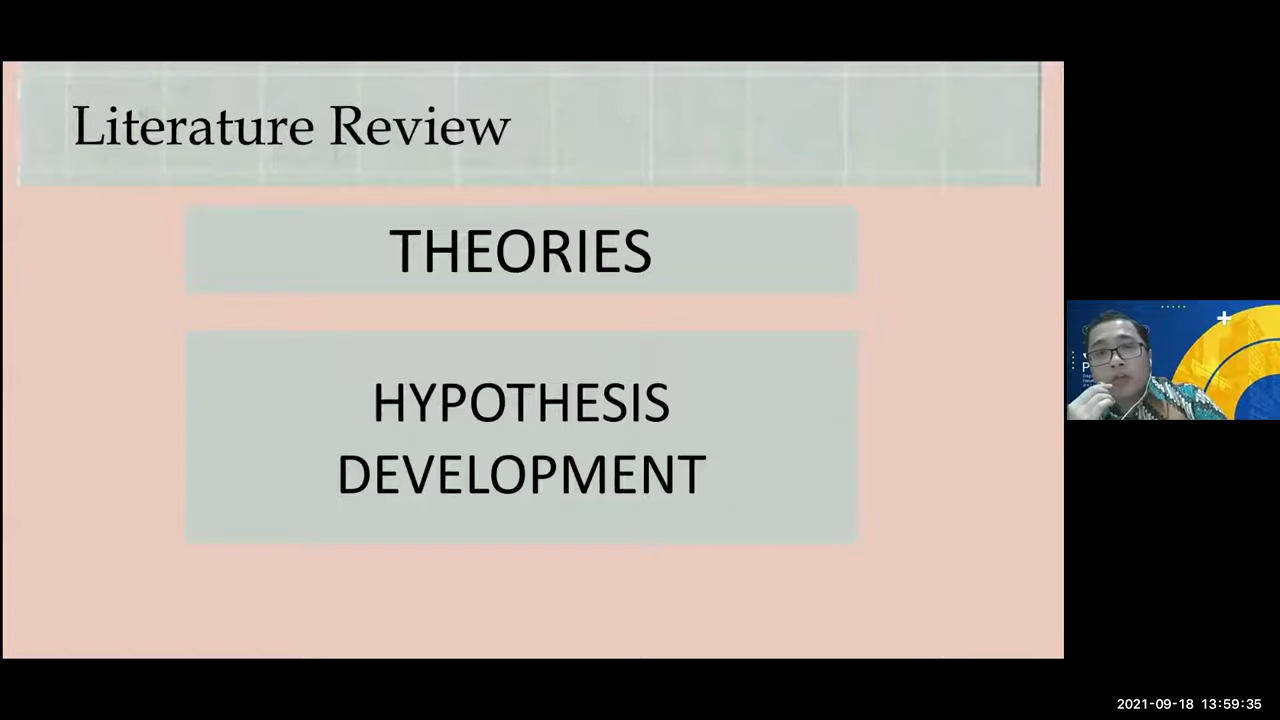 Literature Review
THEORIES
HYPOTHESIS
DEVELOPMENT
2021-09-18 13:59:35